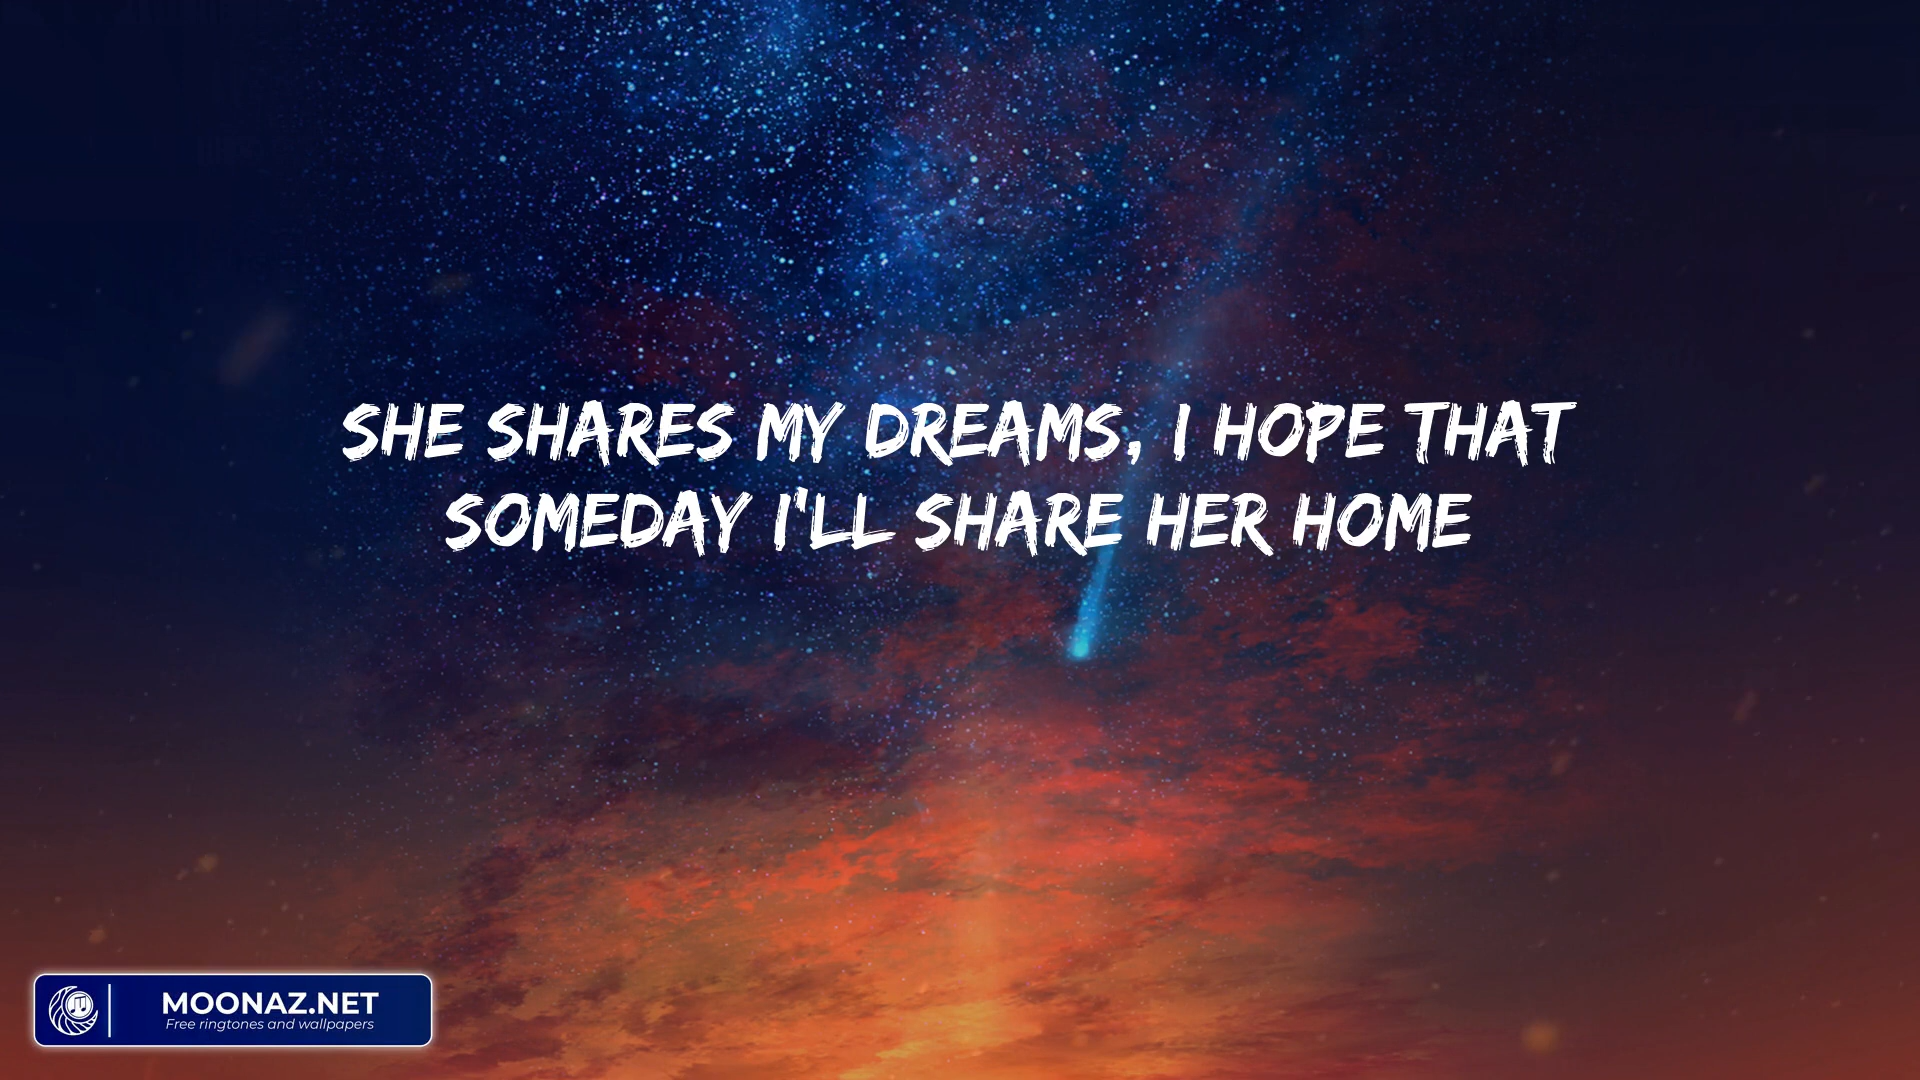 SHE SHARES MY DREAMS, I HOPE THAT
SOMEDAY I'LL SHARE HER HOME
MOONAZ.NET
Free ringtones and wallpapers